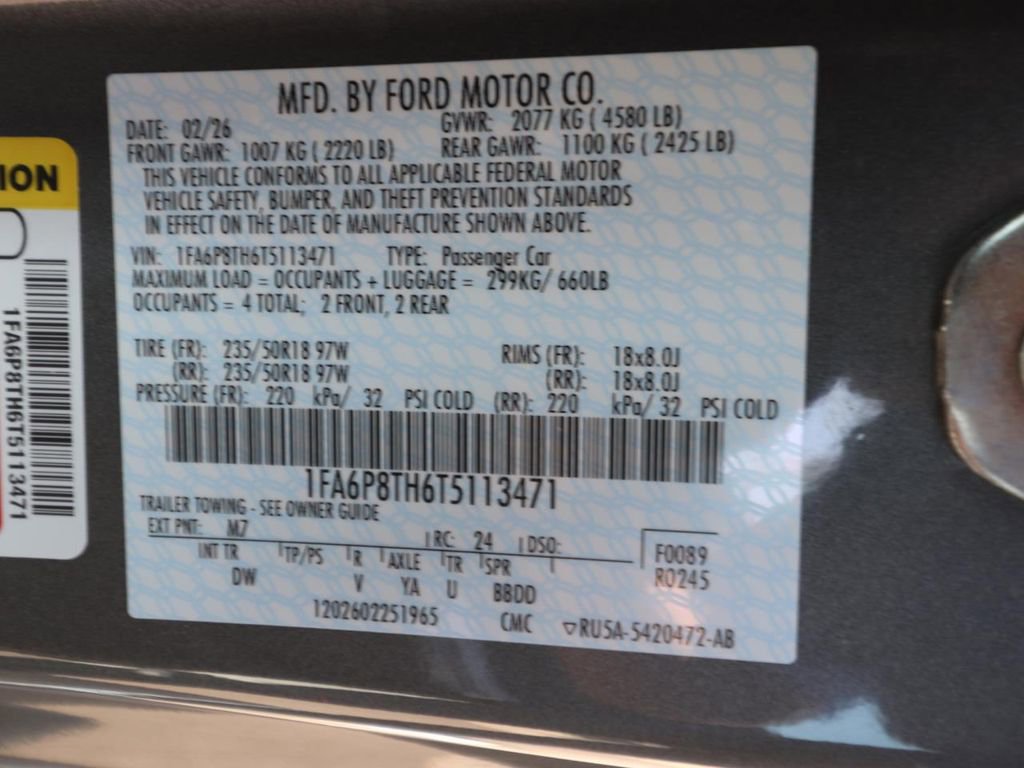 MFD. BY FORD MOTOR CO.
DATE: 02/26 GVWR: 2077 KG ( 4580 LB)
FRONT GAWR: 1007 KG ( 2220 LB) REAR GAWR: 1100 KG ( 2425 LB)
THIS VEHICLE CONFORMS TO ALL APPLICABLE FEDERAL MOTOR
VEHICLE SAFETY, BUMPER, AND THEFT PREVENTION STANDARDS
IN EFFECT ON THE DATE OF MANUFACTURE SHOWN ABOVE.
VIN: 1FA6P8TH6T5113471 TYPE: Passenger Car
MAXIMUM LOAD = OCCUPANTS + LUGGAGE = 299KG/ 660LB
OCCUPANTS = 4 TOTAL; 2 FRONT, 2 REAR
TIRE (FR): 235/50R18 97W RIMS (FR): 18x8.0J
(RR): 235/50R18 97W (RR): 18x8.0J
PRESSURE (FR): 220 kPa/ 32 PSI COLD (RR): 220 kPa/ 32 PSI COLD
1FA6P8TH6T5113471
TRAILER TOWING - SEE OWNER GUIDE
EXT PNT: M7 RC: 24 DSO: F0089
INT TR TP/PS R AXLE TR SPR R0245
DW V YA U BBDD
1202602251965 CMC ▽RU5A-5420472-AB
ION
1FA6P8TH6T5113471